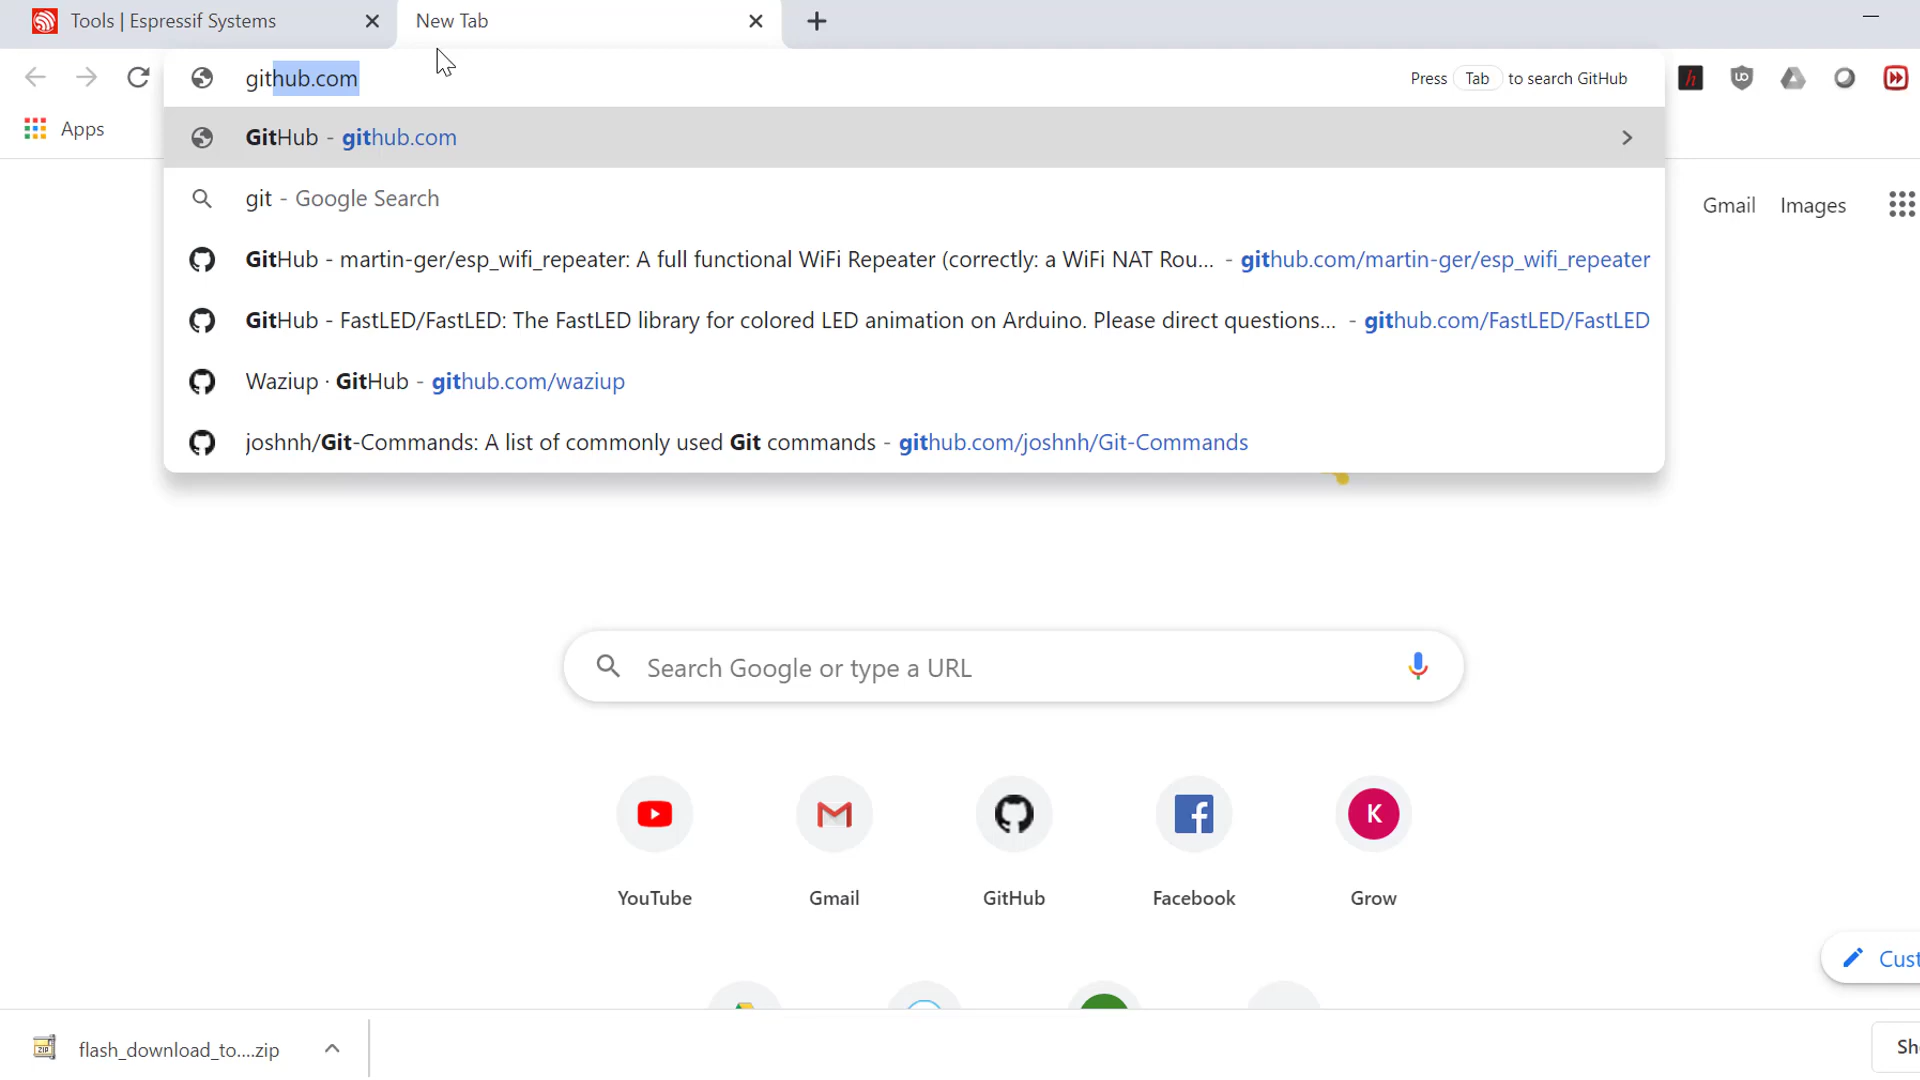 Tools | Espressif Systems
New Tab
github.com
Press Tab to search GitHub
Apps
GitHub - github.com
git - Google Search
GitHub - martin-ger/esp_wifi_repeater: A full functional WiFi Repeater (correctly: a WiFi NAT Rou... - github.com/martin-ger/esp_wifi_repeater
GitHub - FastLED/FastLED: The FastLED library for colored LED animation on Arduino. Please direct questions... - github.com/FastLED/FastLED
Waziup · GitHub - github.com/waziup
joshnh/Git-Commands: A list of commonly used Git commands - github.com/joshnh/Git-Commands
Gmail Images
Search Google or type a URL
K
YouTube Gmail GitHub Facebook Grow
Cust
flash_download_to....zip
Sh